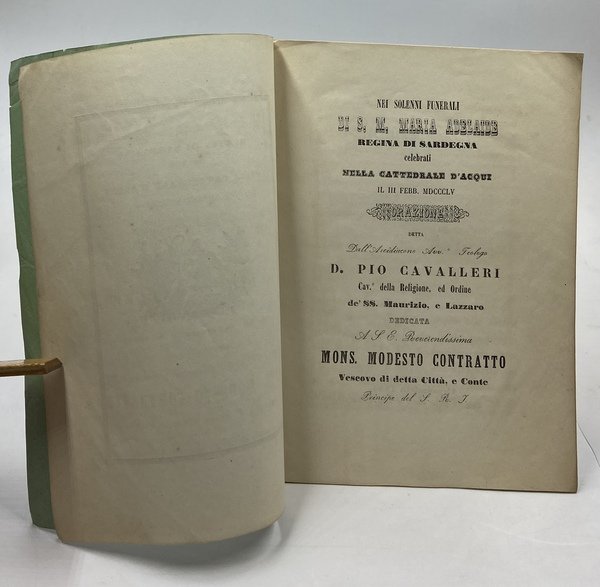 NEI SOLENNI FUNERALI
DI S. M. MARIA ADELAIDE
REGINA DI SARDEGNA
celebrati
NELLA CATTEDRALE D'ACQUI
IL III FEBB. MDCCCLV
ORAZIONE
DETTA
Dall'Arcidiacono Avv.° Teologo
D. PIO CAVALLERI
Cav.e della Religione, ed Ordine
de' SS. Maurizio, e Lazzaro
DEDICATA
A S. E. Reverendissima
MONS. MODESTO CONTRATTO
Vescovo di detta Città, e Conte
Principe del S. R. I.